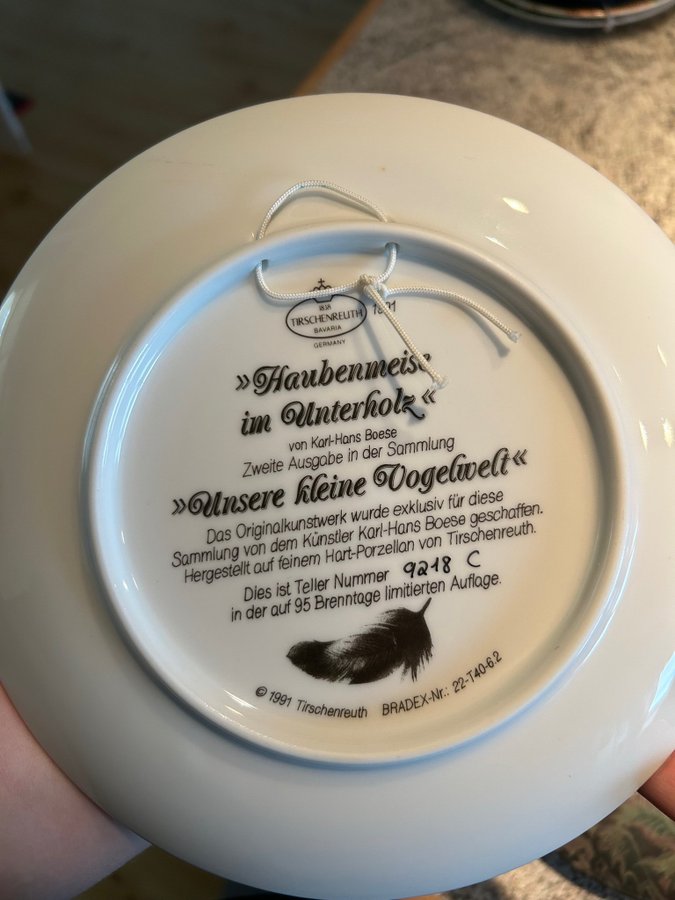 1838
TIRSCHENREUTH
BAVARIA
GERMANY
»Haubenmeise
im Unterholz«
von Karl-Hans Boese
Zweite Ausgabe in der Sammlung
»Unsere kleine Vogelwelt«
Das Originalkunstwerk wurde exklusiv für diese
Sammlung von dem Künstler Karl-Hans Boese geschaffen.
Hergestellt auf feinem Hart-Porzellan von Tirschenreuth.
Dies ist Teller Nummer 9218 C
in der auf 95 Brenntage limitierten Auflage.
© 1991 Tirschenreuth BRADEX-Nr.: 22-T40-6.2